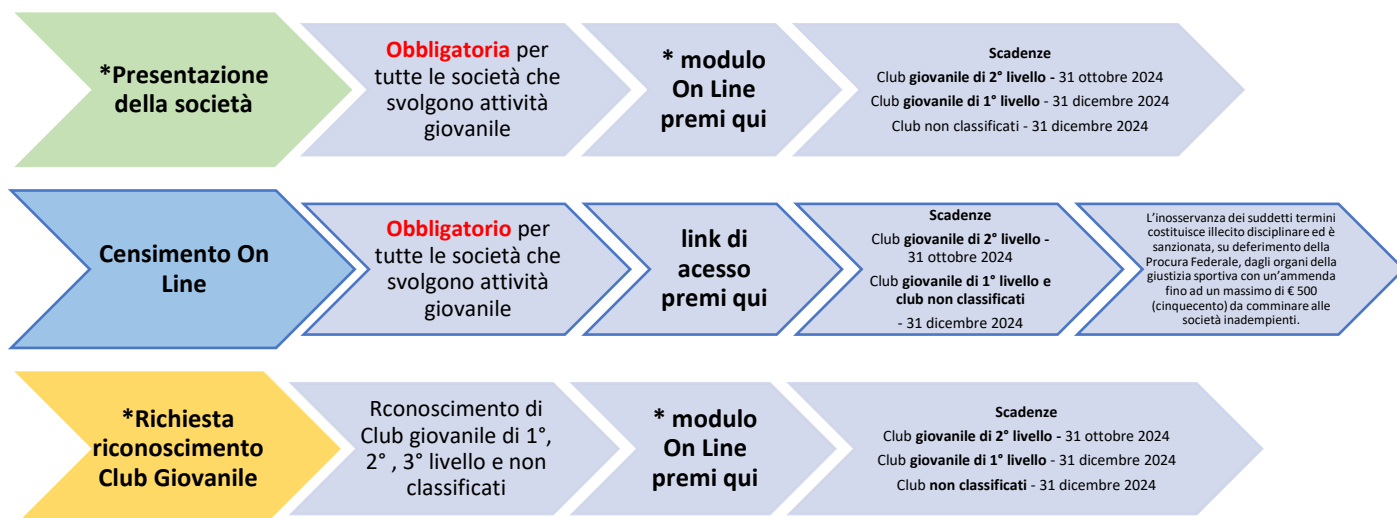 *Presentazione
della società
Obbligatoria per
tutte le società che
svolgono attività
giovanile
* modulo
On Line
premi qui
Scadenze
Club giovanile di 2° livello - 31 ottobre 2024
Club giovanile di 1° livello - 31 dicembre 2024
Club non classificati - 31 dicembre 2024
Censimento On
Line
Obbligatorio per
tutte le società che
svolgono attività
giovanile
link di
acesso
premi qui
Scadenze
Club giovanile di 2° livello -
31 ottobre 2024
Club giovanile di 1° livello e
club non classificati
- 31 dicembre 2024
L'inosservanza dei suddetti termini
costituisce illecito disciplinare ed è
sanzionata, su deferimento della
Procura Federale, dagli organi della
giustizia sportiva con un'ammenda
fino ad un massimo di € 500
(cinquecento) da comminare alle
società inadempienti.
*Richiesta
riconoscimento
Club Giovanile
Rconoscimento di
Club giovanile di 1°,
2° , 3° livello e non
classificati
* modulo
On Line
premi qui
Scadenze
Club giovanile di 2° livello - 31 ottobre 2024
Club giovanile di 1° livello - 31 dicembre 2024
Club non classificati - 31 dicembre 2024